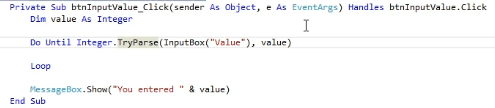 Private Sub btnInputValue_Click(sender As Object, e As EventArgs) Handles btnInputValue.Click
Dim value As Integer
Do Until Integer.TryParse(InputBox("Value"), value)
Loop
MessageBox.Show("You entered " & value)
End Sub